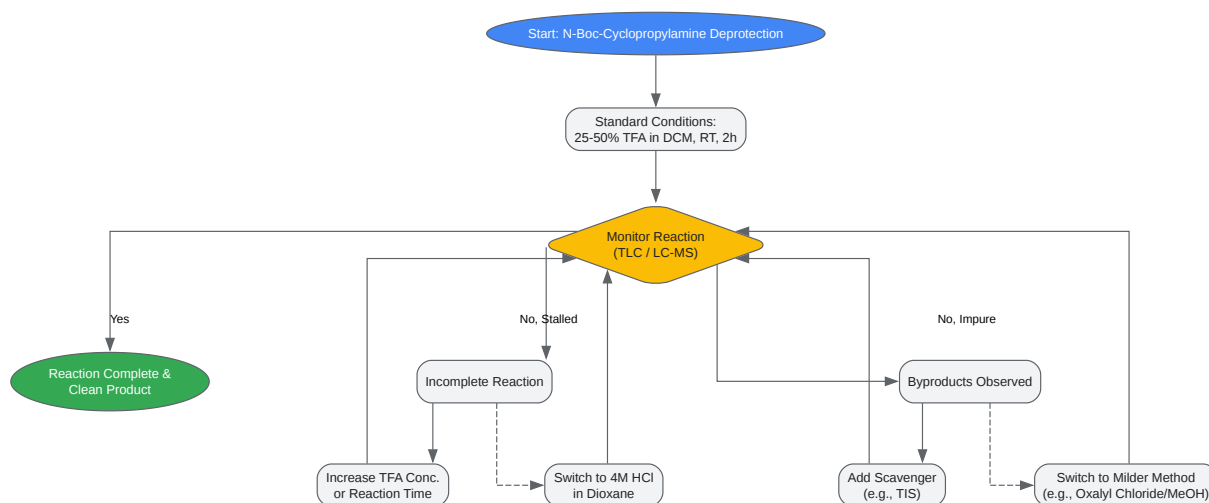 Start: N-Boc-Cyclopropylamine Deprotection
Standard Conditions:
25-50% TFA in DCM, RT, 2h
Monitor Reaction
(TLC / LC-MS)
Yes
No, Stalled
No, Impure
Reaction Complete &
Clean Product
Incomplete Reaction
Byproducts Observed
Increase TFA Conc.
or Reaction Time
Switch to 4M HCl
in Dioxane
Add Scavenger
(e.g., TIS)
Switch to Milder Method
(e.g., Oxalyl Chloride/MeOH)